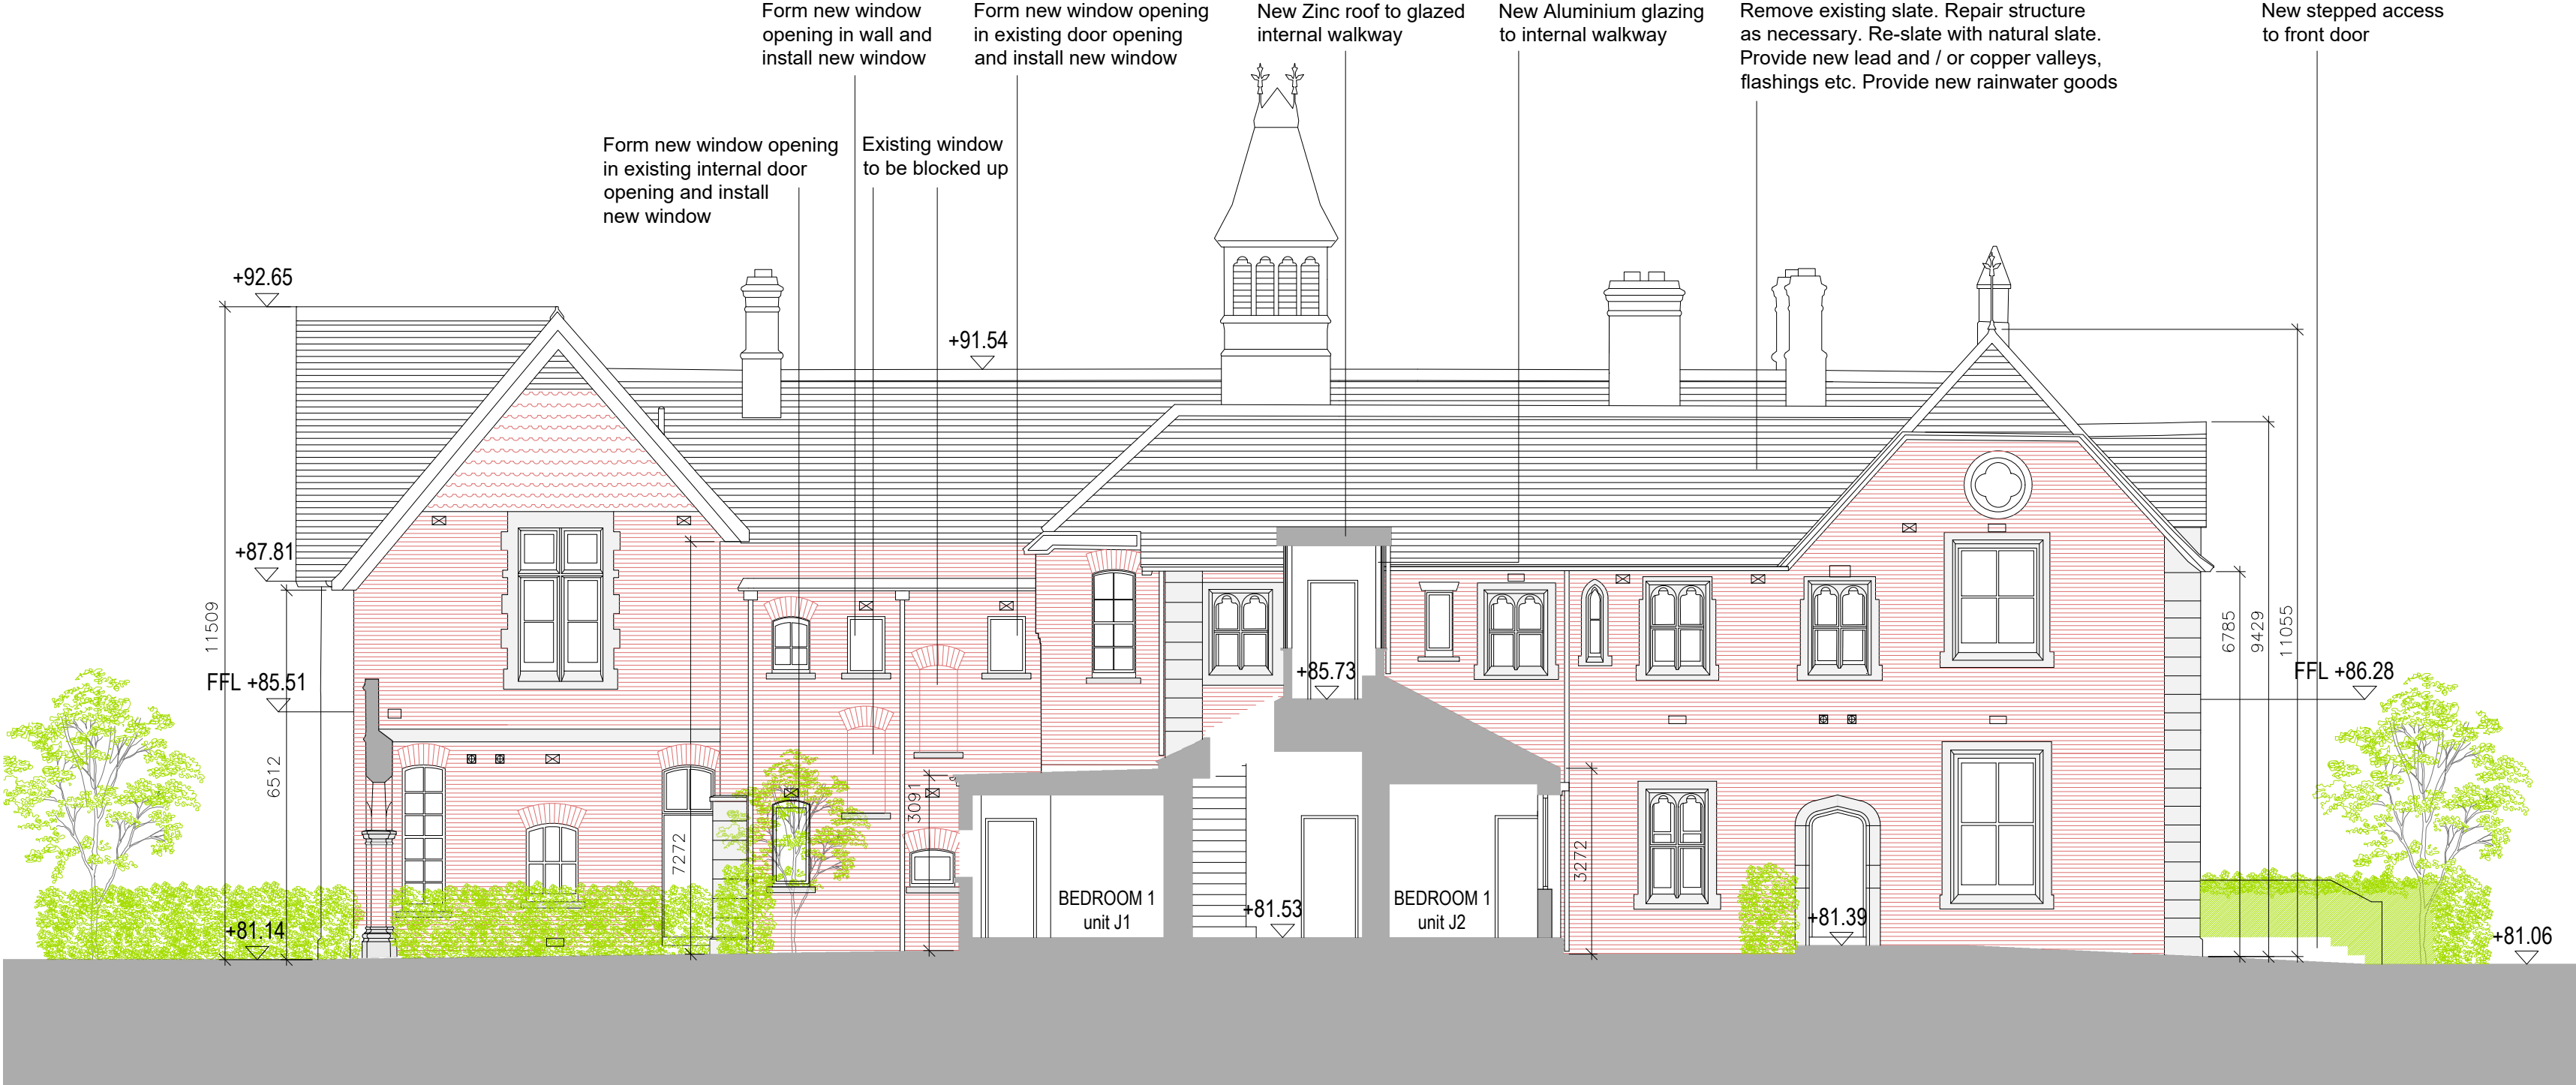 Form new window
opening in wall and
install new window
Form new window opening
in existing door opening
and install new window
New Zinc roof to glazed
internal walkway
New Aluminium glazing
to internal walkway
Remove existing slate. Repair structure
as necessary. Re-slate with natural slate.
Provide new lead and / or copper valleys,
flashings etc. Provide new rainwater goods
New stepped access
to front door
Form new window opening
in existing internal door
opening and install
new window
Existing window
to be blocked up
+92.65
+91.54
+87.81
11509
6785
9429
11055
FFL +85.51
+85.73
FFL +86.28
6512
7272
3091
3272
BEDROOM 1
unit J1
BEDROOM 1
unit J2
+81.53
+81.39
+81.14
+81.06